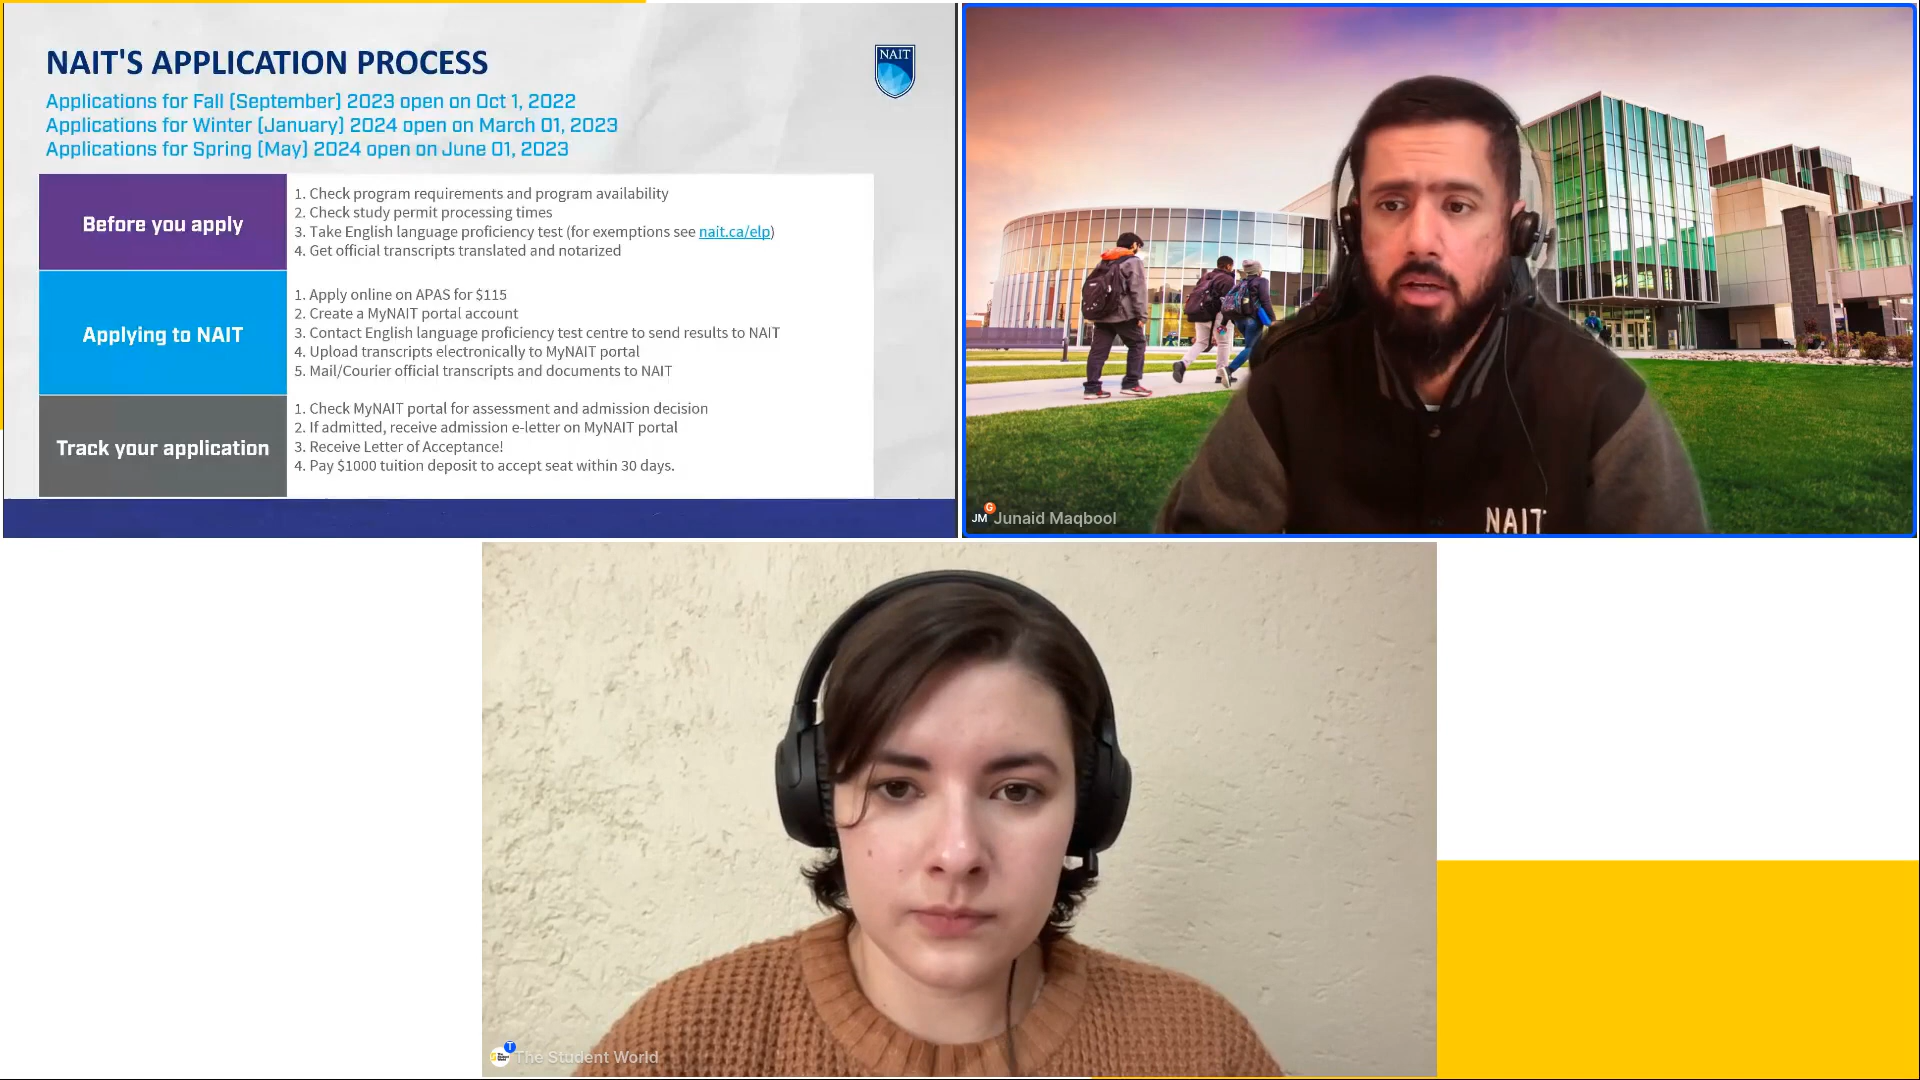 NAIT'S APPLICATION PROCESS
NAIT
Applications for Fall (September) 2023 open on Oct 1, 2022
Applications for Winter (January) 2024 open on March 01, 2023
Applications for Spring (May) 2024 open on June 01, 2023
Before you apply
1. Check program requirements and program availability
2. Check study permit processing times
3. Take English language proficiency test (for exemptions see nait.ca/elp)
4. Get official transcripts translated and notarized
Applying to NAIT
1. Apply online on APAS for $115
2. Create a MyNAIT portal account
3. Contact English language proficiency test centre to send results to NAIT
4. Upload transcripts electronically to MyNAIT portal
5. Mail/Courier official transcripts and documents to NAIT
Track your application
1. Check MyNAIT portal for assessment and admission decision
2. If admitted, receive admission e-letter on MyNAIT portal
3. Receive Letter of Acceptance!
4. Pay $1000 tuition deposit to accept seat within 30 days.
NAIT
JM G Junaid Maqbool
T The Student World